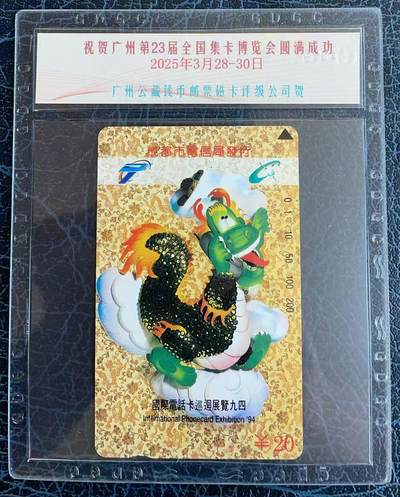 祝贺广州第23届全国集卡博览会圆满成功
2025年3月28-30日
广州公藏钱币邮票磁卡评级公司贺
成都市電信局發行
0 1 10 50 100 200
國際電話卡巡迴展覽九四
International Phonecard Exhibition '94
￥20